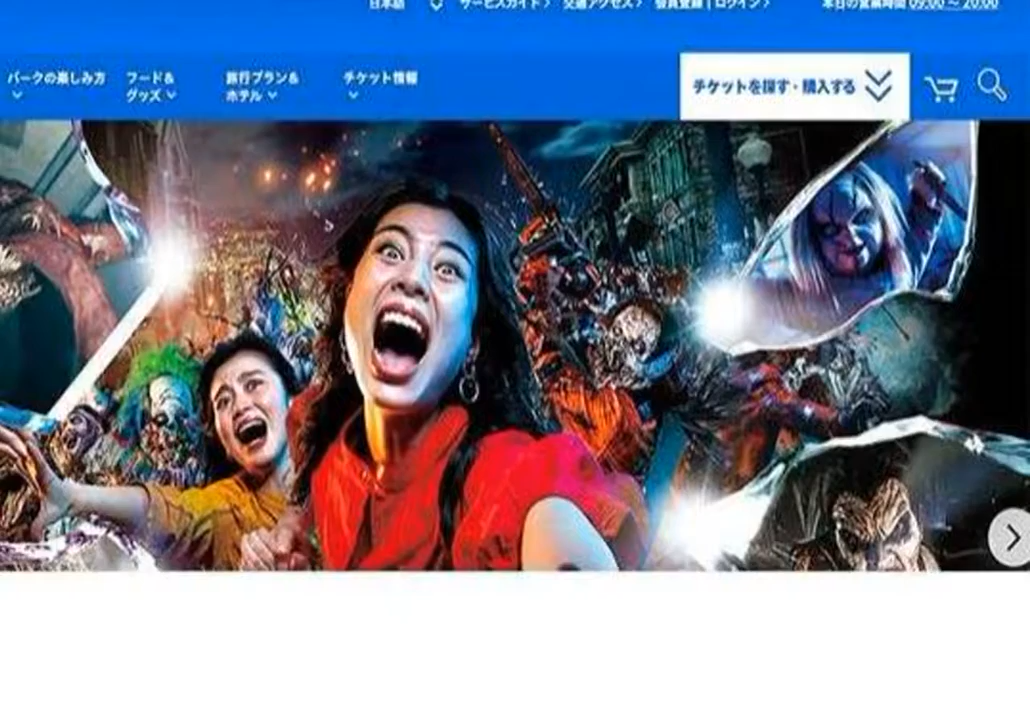 日本語 サービスガイド 交通アクセス 会員登録 | ログイン 本日の営業時間 09:00 ～ 20:00
パークの楽しみ方 フード& 旅行プラン& チケット情報 チケットを探す・購入する
グッズ ホテル